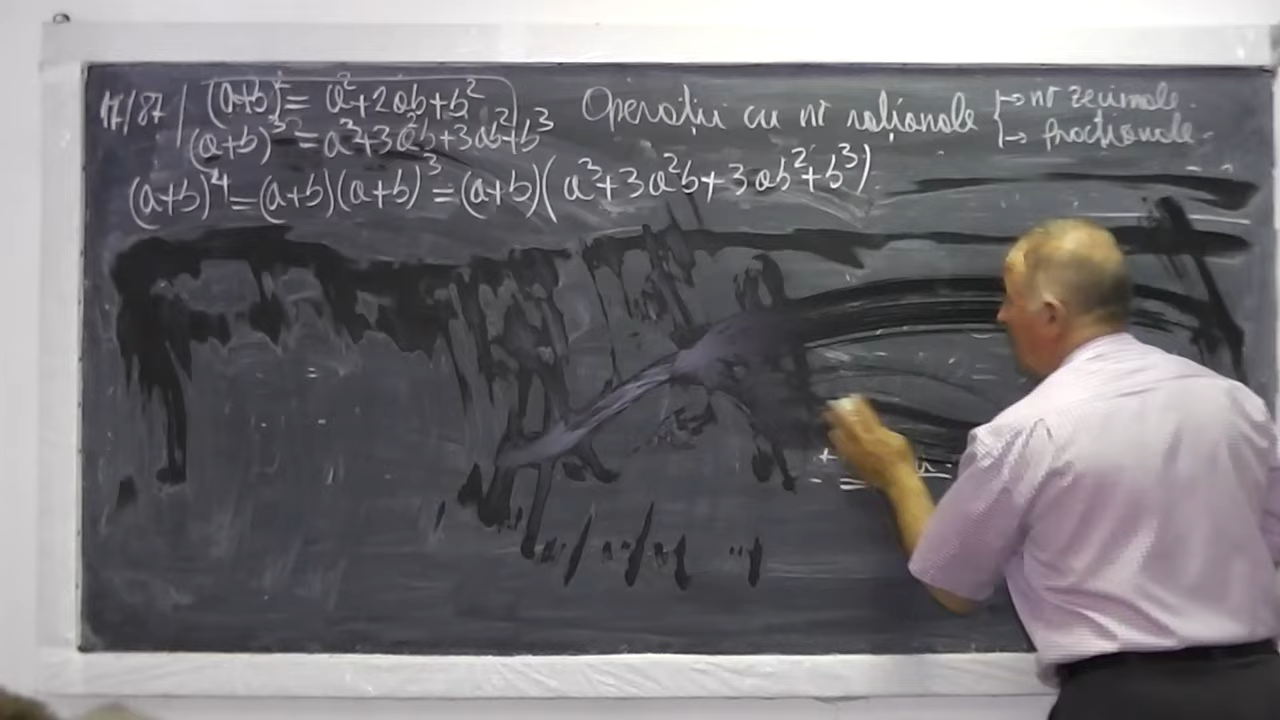 17/87 (a+b)² = a²+2ab+b²
(a+b)³ = a³+3a²b+3ab²+b³
(a+b)⁴ = (a+b)(a+b)³ = (a+b)(a³+3a²b+3ab²+b³)
Operații cu nr raționale
→ nr zecimale
→ fracționale